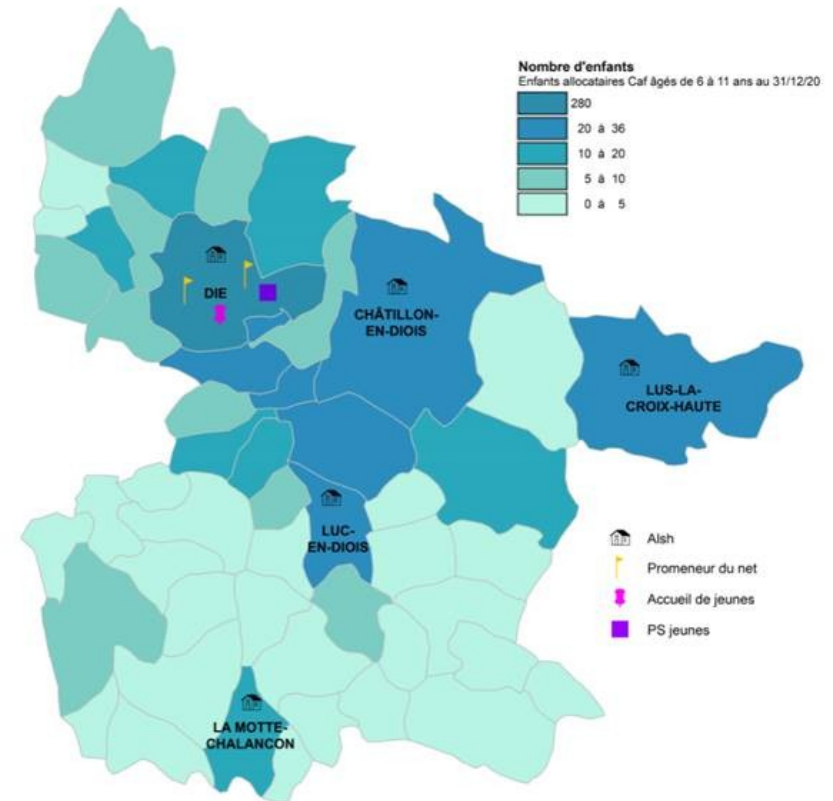 Nombre d'enfants
Enfants allocataires Caf âgés de 6 à 11 ans au 31/12/20
280
20 à 36
10 à 20
5 à 10
0 à 5
DIE
CHÂTILLON-
EN-DIOIS
LUS-LA-
CROIX-HAUTE
LUC-
EN-DIOIS
Alsh
Promeneur du net
Accueil de jeunes
PS jeunes
LA MOTTE-
CHALANCON